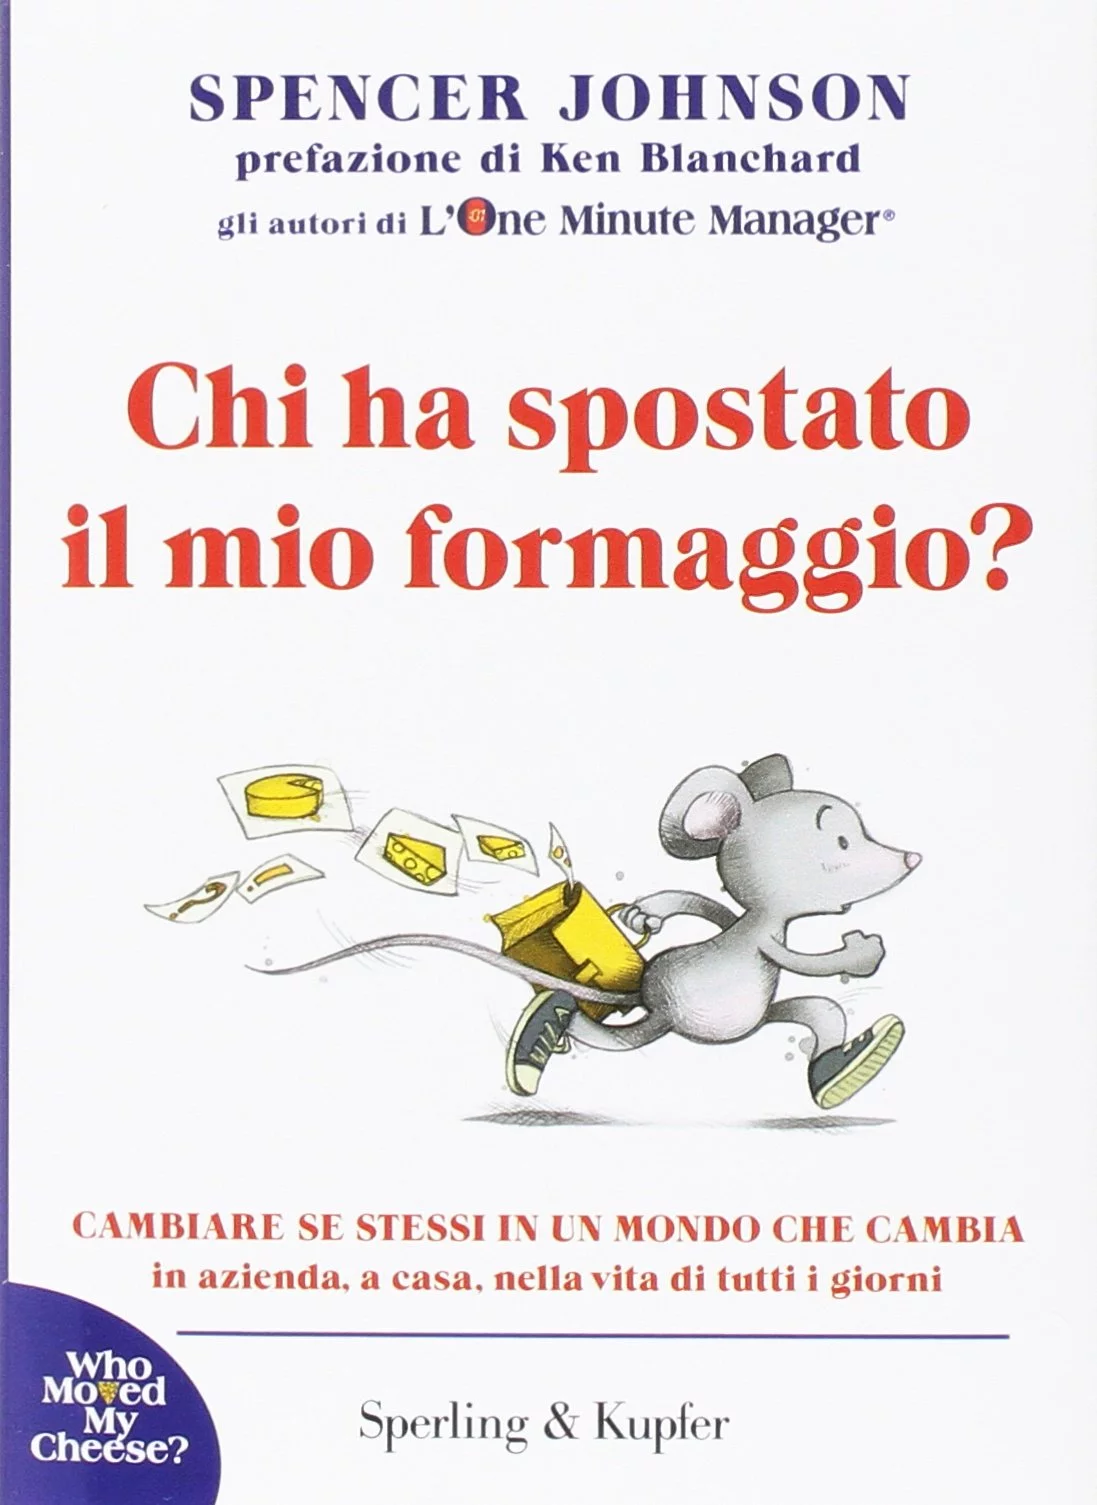 SPENCER JOHNSON
prefazione di Ken Blanchard
gli autori di L'One Minute Manager®
Chi ha spostato
il mio formaggio?
CAMBIARE SE STESSI IN UN MONDO CHE CAMBIA
in azienda, a casa, nella vita di tutti i giorni
Who
Moved
My
Cheese?
Sperling & Kupfer